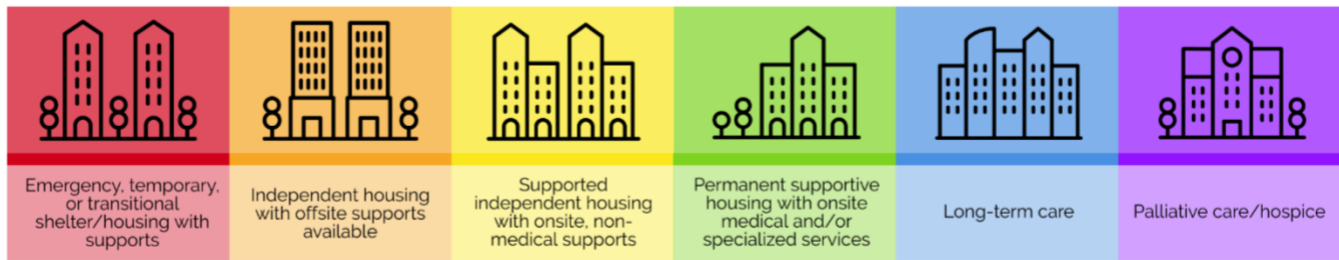 Emergency, temporary,
or transitional
shelter/housing with
supports
Independent housing
with offsite supports
available
Supported
independent housing
with onsite, non-
medical supports
Permanent supportive
housing with onsite
medical and/or
specialized services
Long-term care
Palliative care/hospice